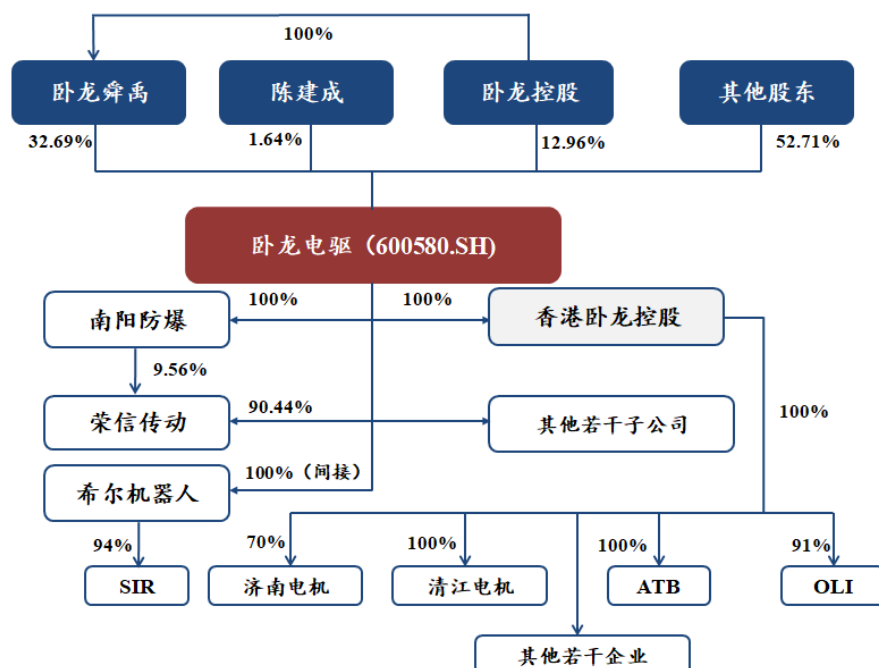 100%
卧龙舜禹
陈建成
卧龙控股
其他股东
32.69%
1.64%
12.96%
52.71%
卧龙电驱（600580.SH)
100%
100%
南阳防爆
香港卧龙控股
9.56%
90.44%
100%
荣信传动
其他若干子公司
100%（间接）
希尔机器人
94%
70%
100%
100%
91%
SIR
济南电机
清江电机
ATB
OLI
其他若干企业